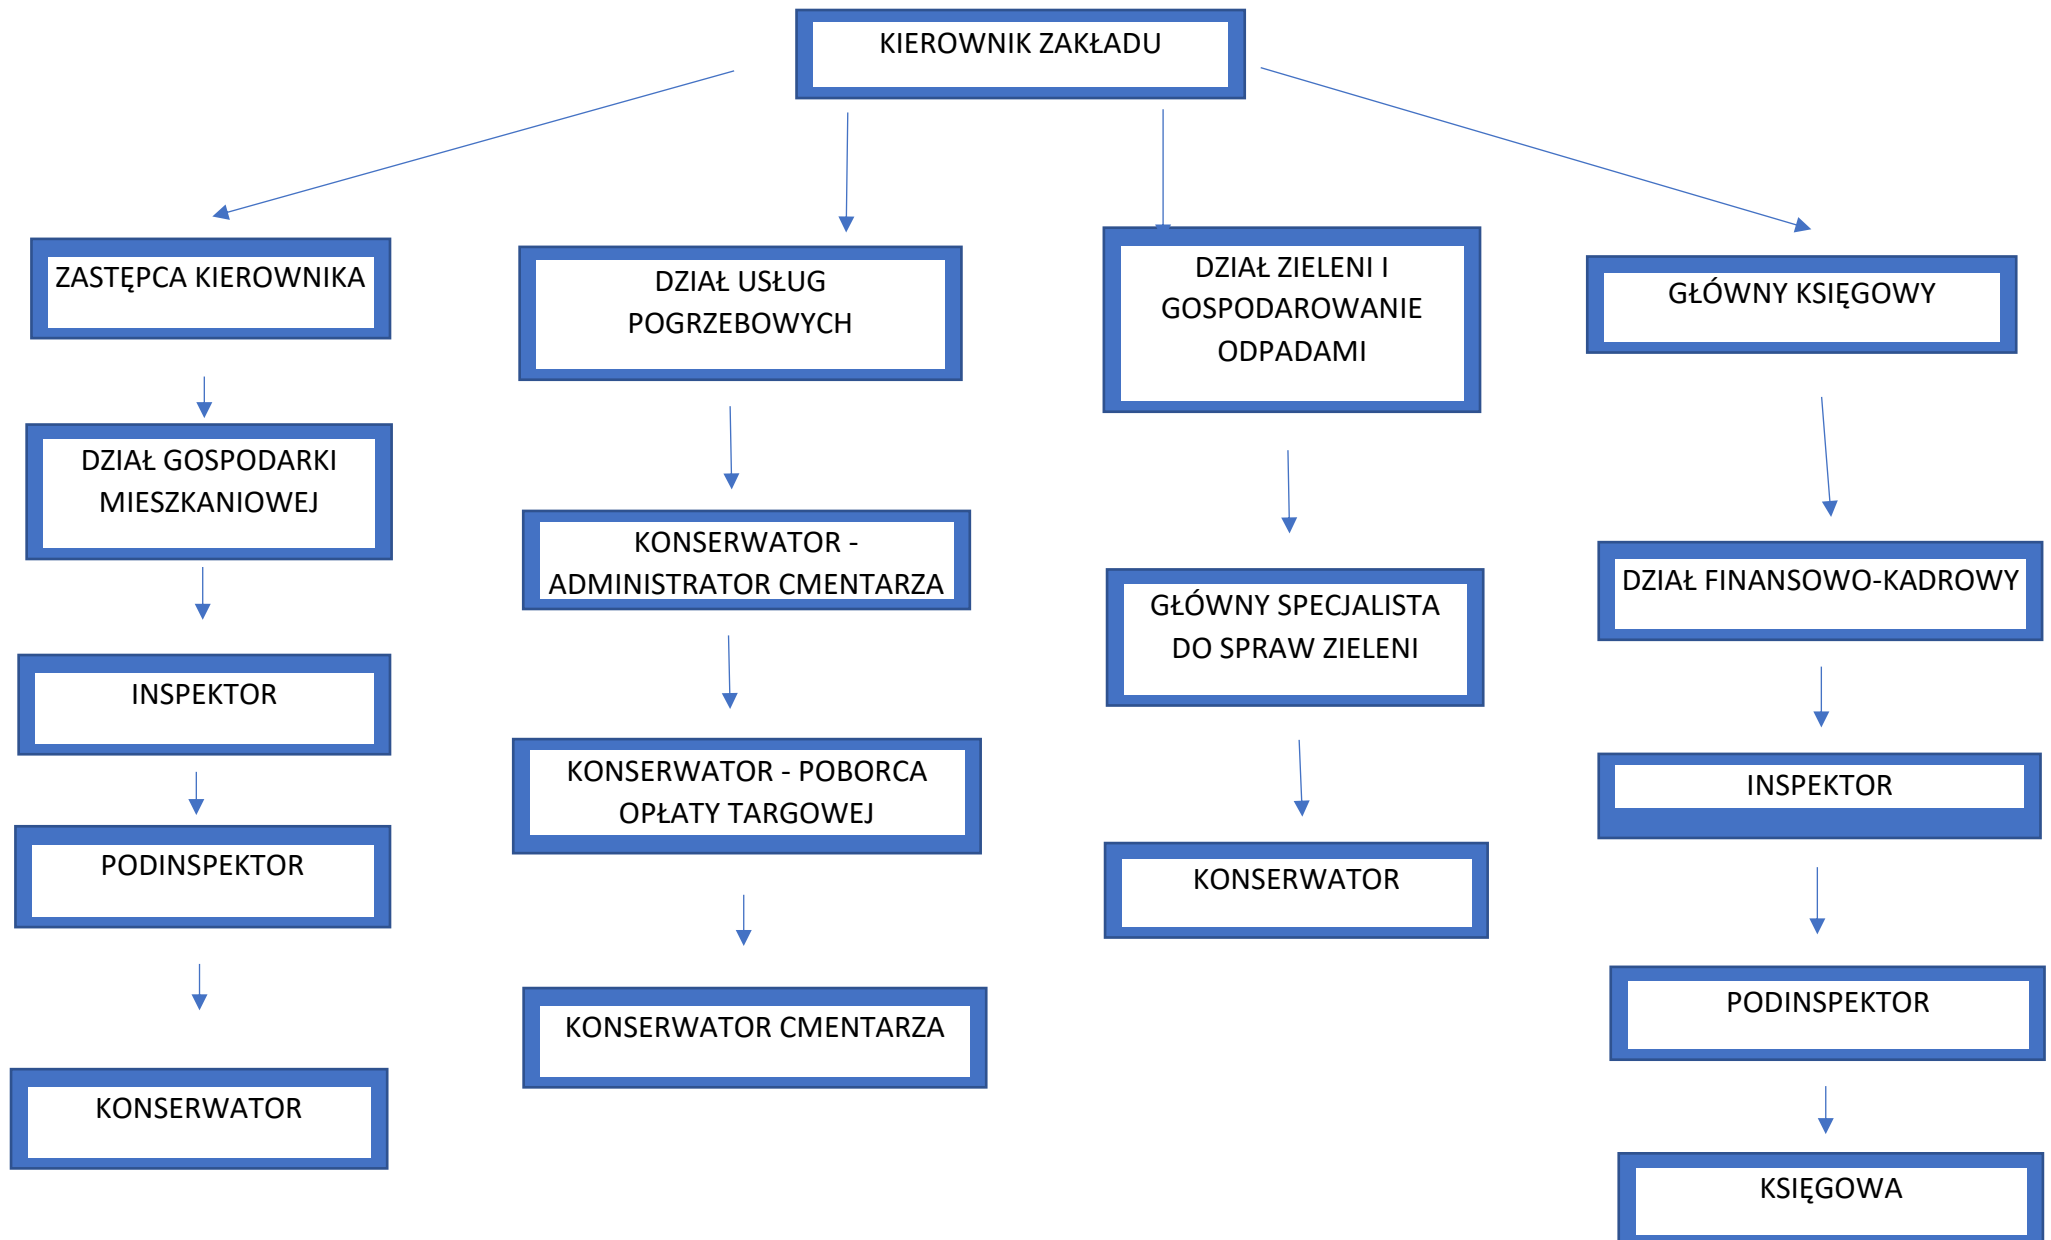 KIEROWNIK ZAKŁADU
ZASTĘPCA KIEROWNIKA
DZIAŁ GOSPODARKI
MIESZKANIOWEJ
INSPEKTOR
PODINSPEKTOR
KONSERWATOR
DZIAŁ USŁUG
POGRZEBOWYCH
KONSERWATOR -
ADMINISTRATOR CMENTARZA
KONSERWATOR - POBORCA
OPŁATY TARGOWEJ
KONSERWATOR CMENTARZA
DZIAŁ ZIELENI I
GOSPODAROWANIE
ODPADAMI
GŁÓWNY SPECJALISTA
DO SPRAW ZIELENI
KONSERWATOR
GŁÓWNY KSIĘGOWY
DZIAŁ FINANSOWO-KADROWY
INSPEKTOR
PODINSPEKTOR
KSIĘGOWA